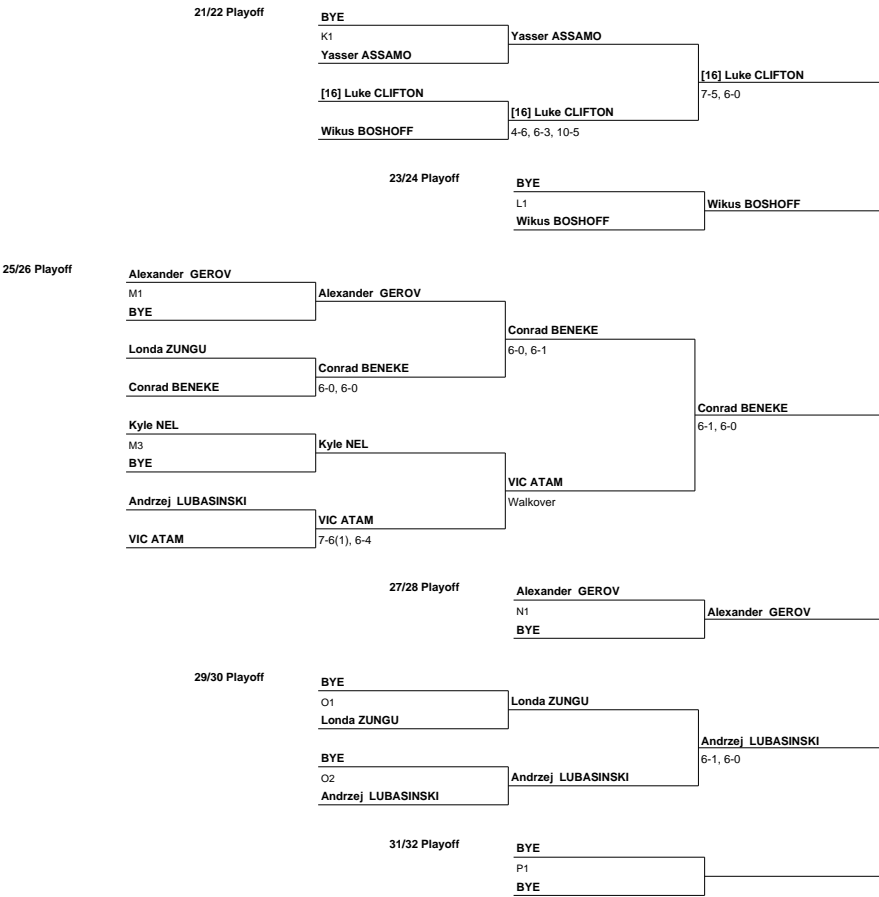 21/22 Playoff
BYE
K1
Yasser ASSAMO
Yasser ASSAMO
[16] Luke CLIFTON
7-5, 6-0
[16] Luke CLIFTON
[16] Luke CLIFTON
Wikus BOSHOFF
4-6, 6-3, 10-5
23/24 Playoff
BYE
L1
Wikus BOSHOFF
Wikus BOSHOFF
25/26 Playoff
Alexander GEROV
M1
Alexander GEROV
BYE
Conrad BENEKE
6-0, 6-1
Londa ZUNGU
Conrad BENEKE
Conrad BENEKE
6-0, 6-0
Conrad BENEKE
6-1, 6-0
Kyle NEL
M3
Kyle NEL
BYE
VIC ATAM
Walkover
Andrzej LUBASINSKI
VIC ATAM
VIC ATAM
7-6(1), 6-4
27/28 Playoff
Alexander GEROV
N1
Alexander GEROV
BYE
29/30 Playoff
BYE
O1
Londa ZUNGU
Londa ZUNGU
Andrzej LUBASINSKI
6-1, 6-0
BYE
O2
Andrzej LUBASINSKI
Andrzej LUBASINSKI
31/32 Playoff
BYE
P1
BYE